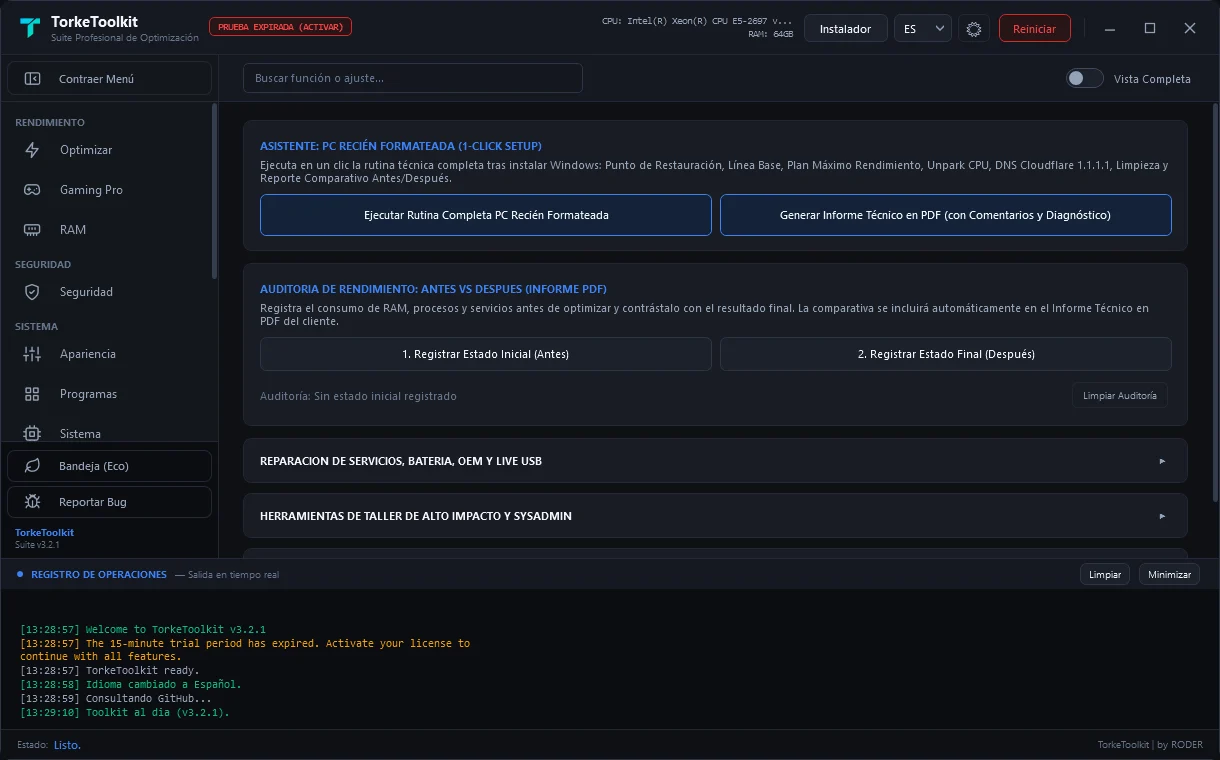 TorkeToolkit
Suite Profesional de Optimización
PRUEBA EXPIRADA (ACTIVAR)
CPU: Intel(R) Xeon(R) CPU E5-2697 v...
RAM: 64GB
Instalador
ES
Reiniciar
Contraer Menú
Buscar función o ajuste...
Vista Completa
RENDIMIENTO
Optimizar
Gaming Pro
RAM
SEGURIDAD
Seguridad
SISTEMA
Apariencia
Programas
Sistema
Bandeja (Eco)
Reportar Bug
TorkeToolkit
Suite v3.2.1
ASISTENTE: PC RECIÉN FORMATEADA (1-CLICK SETUP)
Ejecuta en un clic la rutina técnica completa tras instalar Windows: Punto de Restauración, Línea Base, Plan Máximo Rendimiento, Unpark CPU, DNS Cloudflare 1.1.1.1, Limpieza y
Reporte Comparativo Antes/Después.
Ejecutar Rutina Completa PC Recién Formateada
Generar Informe Técnico en PDF (con Comentarios y Diagnóstico)
AUDITORIA DE RENDIMIENTO: ANTES VS DESPUES (INFORME PDF)
Registra el consumo de RAM, procesos y servicios antes de optimizar y contrástalo con el resultado final. La comparativa se incluirá automáticamente en el Informe Técnico en
PDF del cliente.
1. Registrar Estado Inicial (Antes)
2. Registrar Estado Final (Después)
Auditoría: Sin estado inicial registrado
Limpiar Auditoría
REPARACION DE SERVICIOS, BATERIA, OEM Y LIVE USB
HERRAMIENTAS DE TALLER DE ALTO IMPACTO Y SYSADMIN
REGISTRO DE OPERACIONES — Salida en tiempo real
Limpiar
Minimizar
[13:28:57] Welcome to TorkeToolkit v3.2.1
[13:28:57] The 15-minute trial period has expired. Activate your license to
continue with all features.
[13:28:57] TorkeToolkit ready.
[13:28:58] Idioma cambiado a Español.
[13:28:59] Consultando GitHub...
[13:29:10] Toolkit al dia (v3.2.1).
Estado: Listo.
TorkeToolkit | by RODER